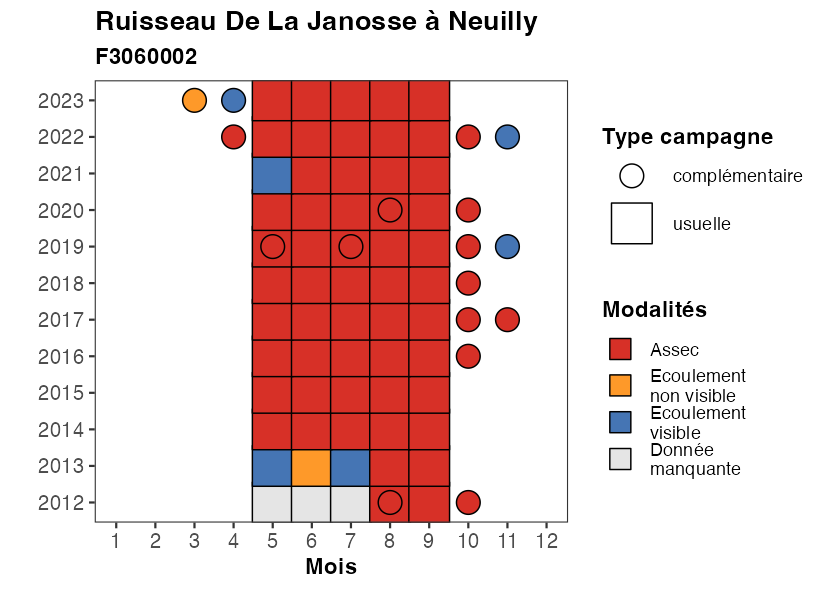 Ruisseau De La Janosse à Neuilly
F3060002
2023
2022
2021
2020
2019
2018
2017
2016
2015
2014
2013
2012
1 2 3 4 5 6 7 8 9 10 11 12
Mois
Type campagne
complémentaire
usuelle
Modalités
Assec
Ecoulement
non visible
Ecoulement
visible
Donnée
manquante